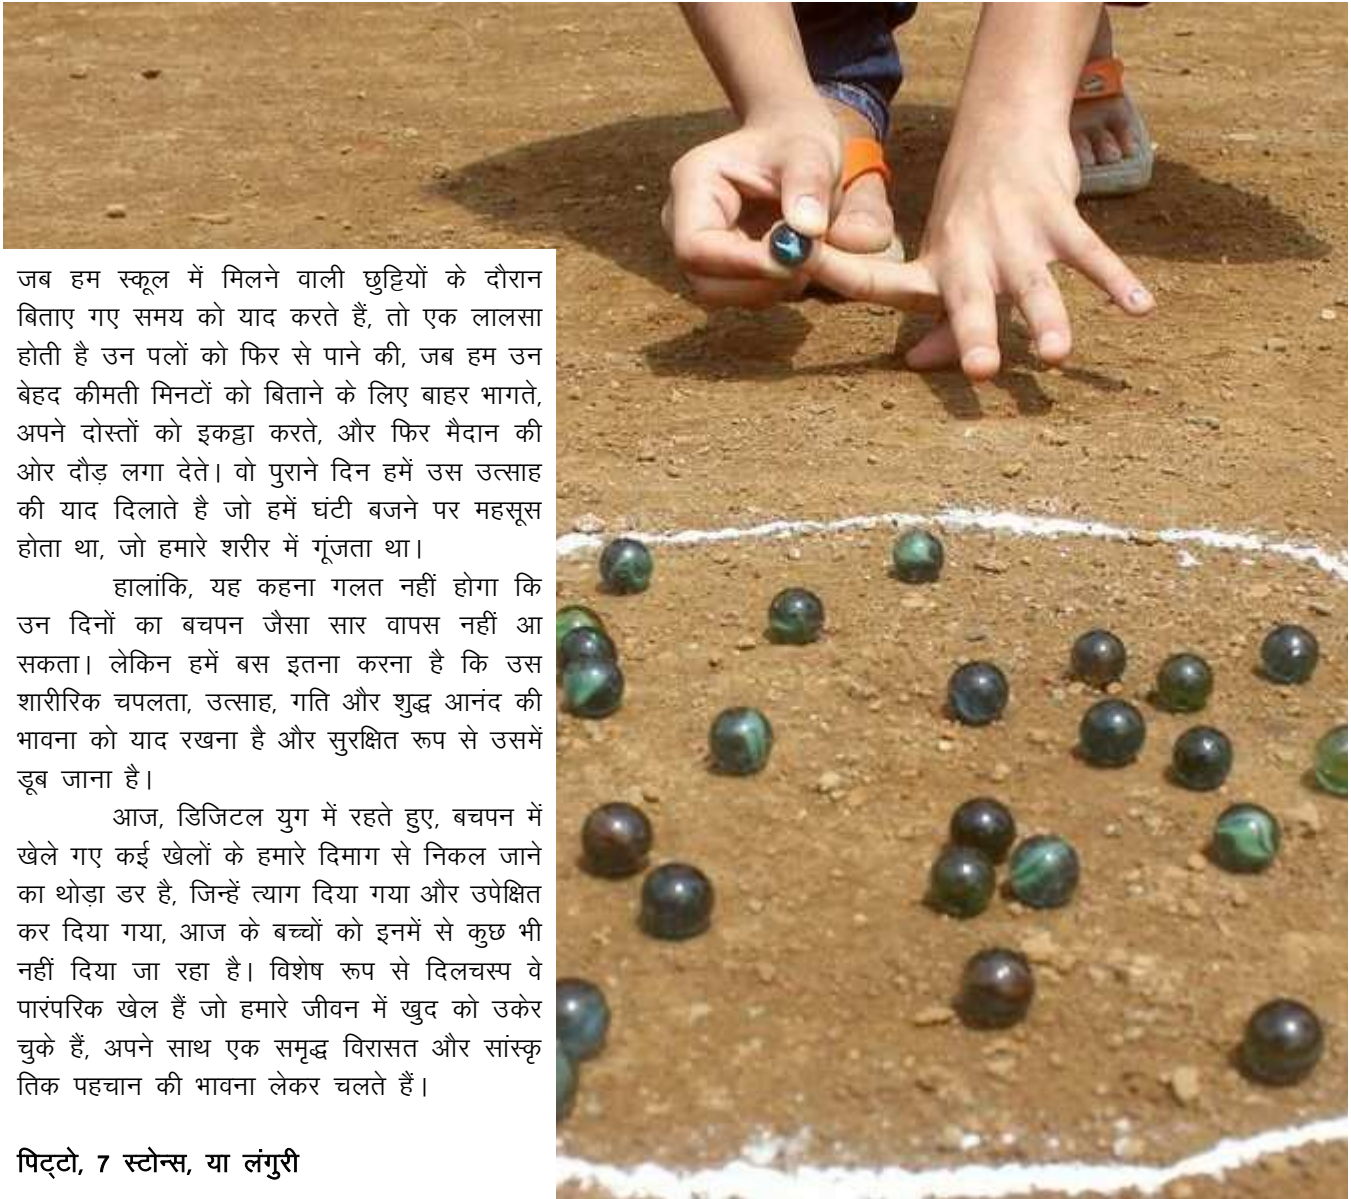 जब हम स्कूल में मिलने वाली छुट्टियों के दौरान
बिताए गए समय को याद करते हैं, तो एक लालसा
होती है उन पलों को फिर से पाने की, जब हम उन
बेहद कीमती मिनटों को बिताने के लिए बाहर भागते,
अपने दोस्तों को इकट्ठा करते, और फिर मैदान की
ओर दौड़ लगा देते। वो पुराने दिन हमें उस उत्साह
की याद दिलाते है जो हमें घंटी बजने पर महसूस
होता था, जो हमारे शरीर में गूंजता था।
हालांकि, यह कहना गलत नहीं होगा कि
उन दिनों का बचपन जैसा सार वापस नहीं आ
सकता। लेकिन हमें बस इतना करना है कि उस
शारीरिक चपलता, उत्साह, गति और शुद्ध आनंद की
भावना को याद रखना है और सुरक्षित रूप से उसमें
डूब जाना है।
आज, डिजिटल युग में रहते हुए, बचपन में
खेले गए कई खेलों के हमारे दिमाग से निकल जाने
का थोड़ा डर है, जिन्हें त्याग दिया गया और उपेक्षित
कर दिया गया, आज के बच्चों को इनमें से कुछ भी
नहीं दिया जा रहा है। विशेष रूप से दिलचस्प वे
पारंपरिक खेल हैं जो हमारे जीवन में खुद को उकेर
चुके हैं, अपने साथ एक समृद्ध विरासत और सांस्कृ
तिक पहचान की भावना लेकर चलते हैं।
पिट्टो, 7 स्टोन्स, या लंगुरी